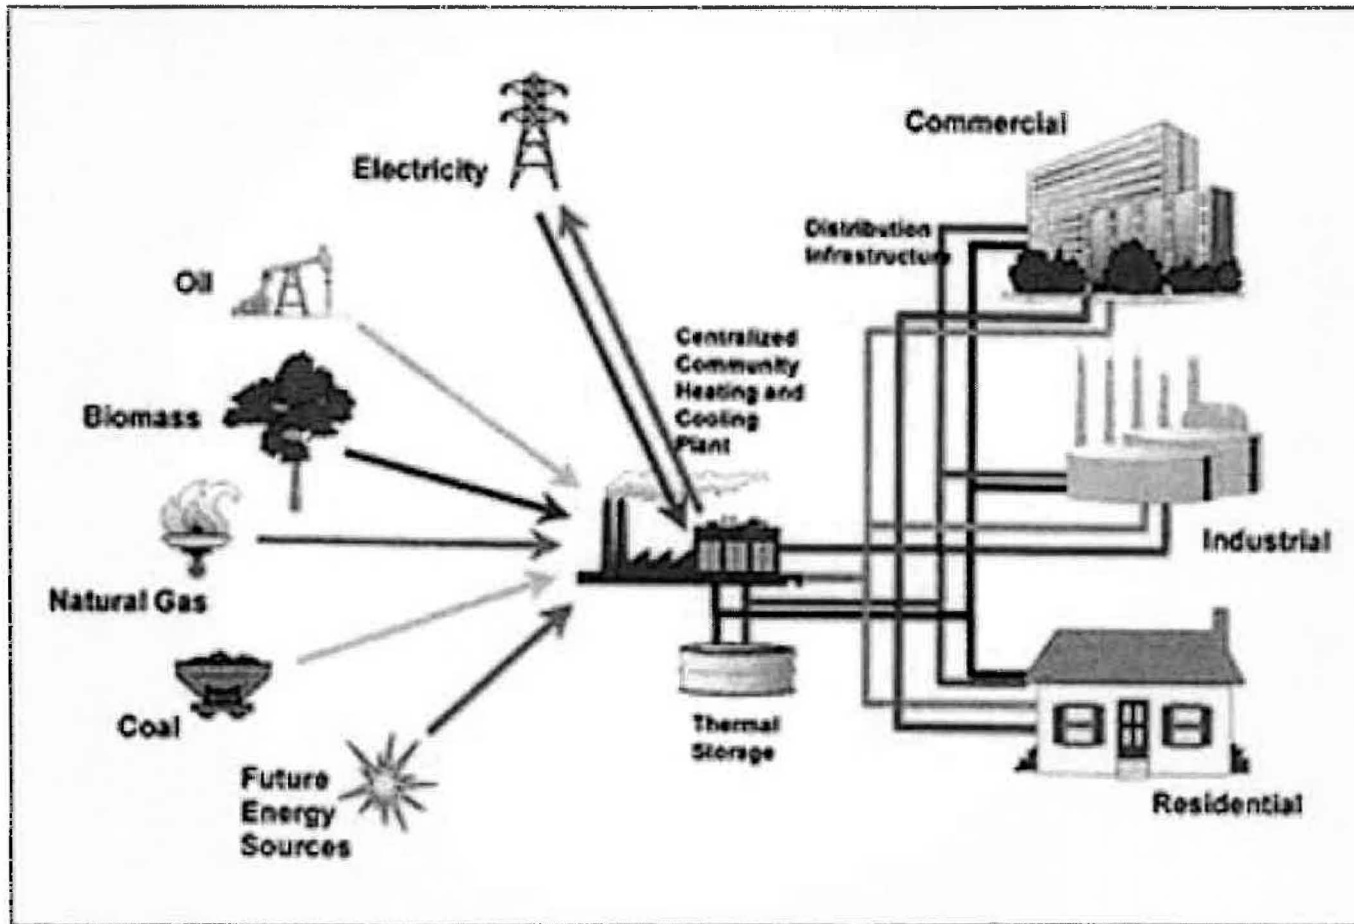 Electricity
Commercial
Distribution
Infrastructure
Oil
Centralized
Community
Heating and
Cooling
Plant
Biomass
Natural Gas
Industrial
Coal
Thermal
Storage
Future
Energy
Sources
Residential